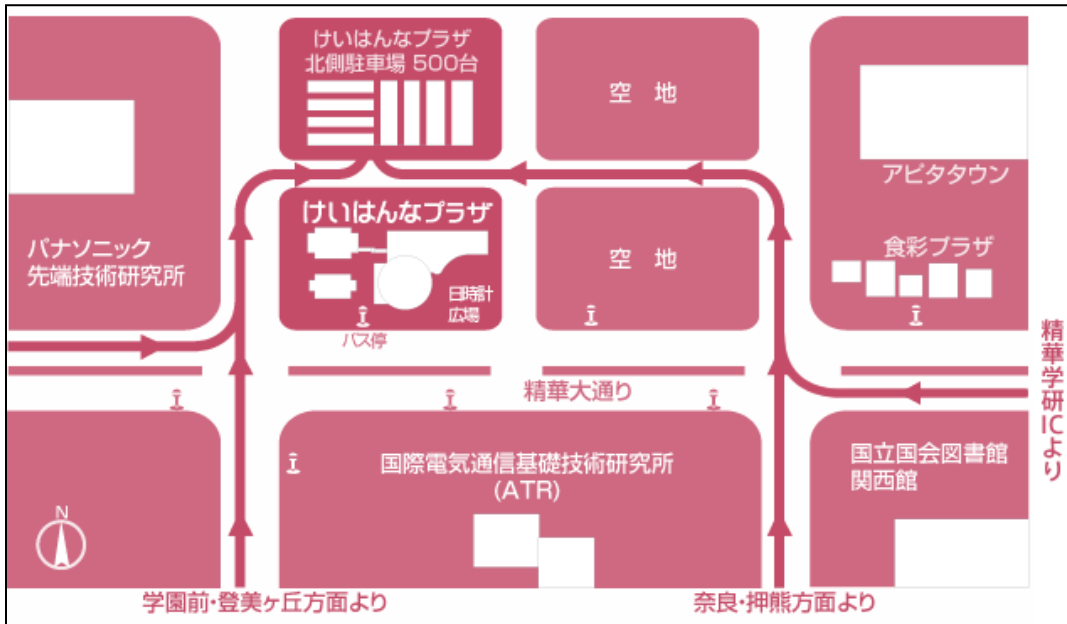 けいはんなプラザ
北側駐車場 500台
空 地
アピタタウン
けいはんなプラザ
日時計
広場
バス停
空 地
食彩プラザ
パナソニック
先端技術研究所
精華学研ICより
精華大通り
国際電気通信基礎技術研究所
(ATR)
国立国会図書館
関西館
N
学園前・登美ヶ丘方面より
奈良・押熊方面より